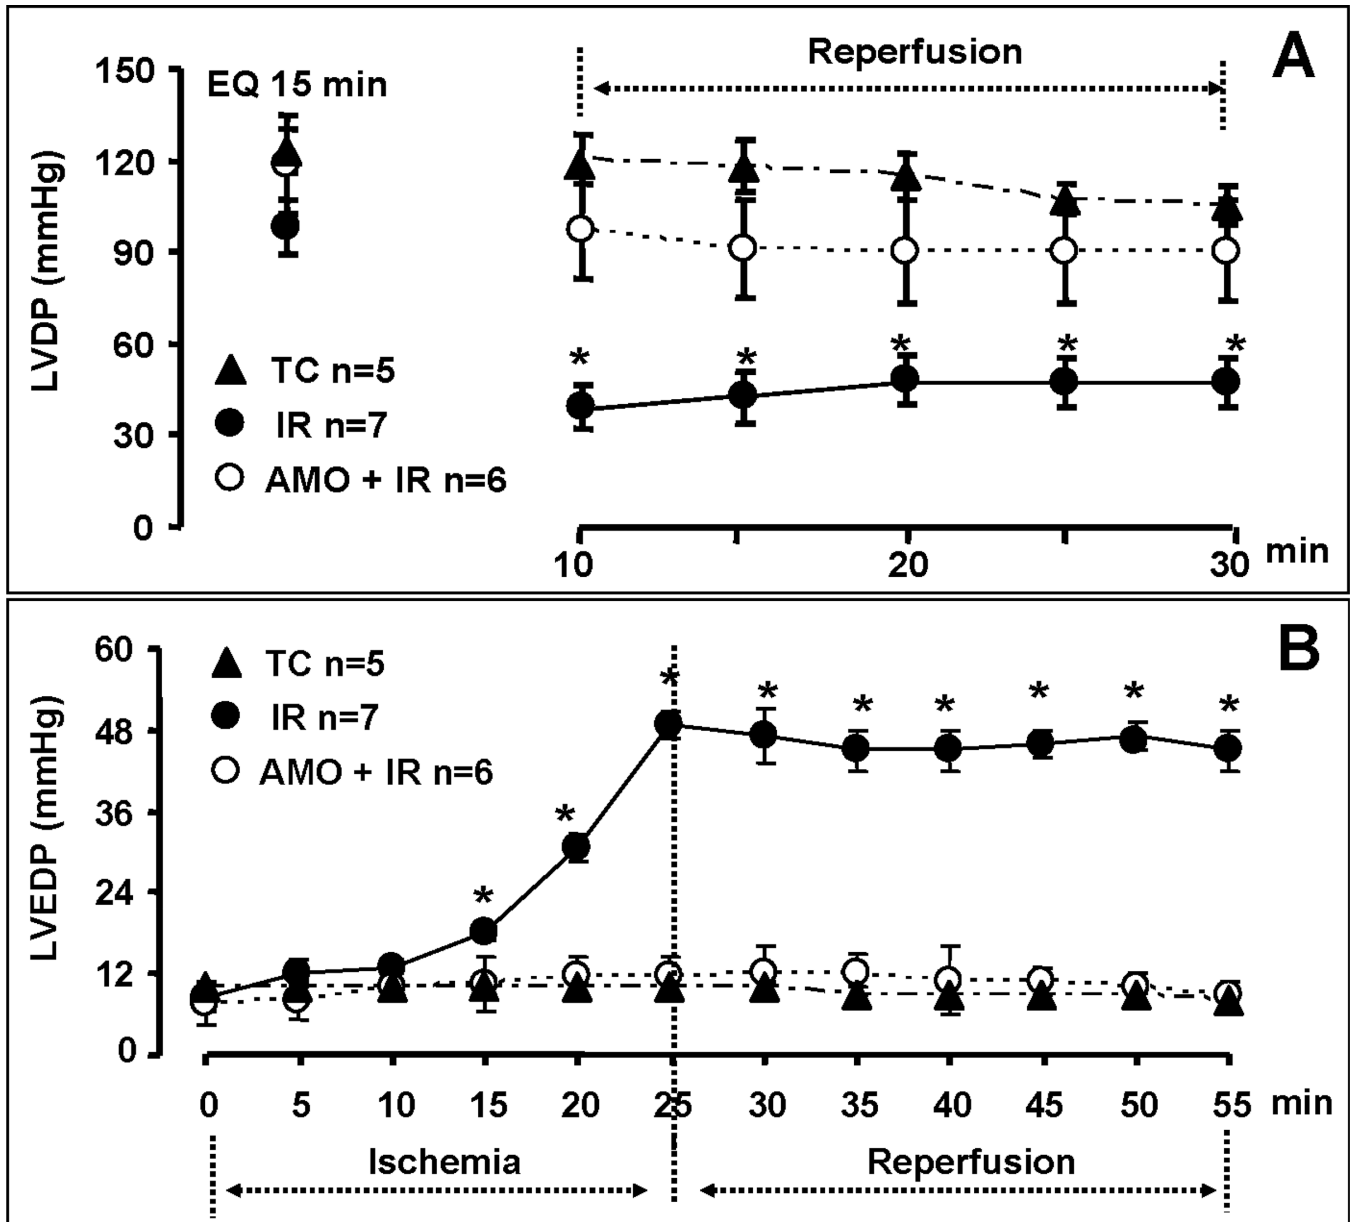 A
Reperfusion
EQ 15 min
LVDP (mmHg)
150
120
90
60
30
0
* * * * *
TC n=5
IR n=7
AMO + IR n=6
10 20 30 min
B
LVEDP (mmHg)
60
48
36
24
12
0
TC n=5
IR n=7
AMO + IR n=6
* * * * * * * * *
0 5 10 15 20 25 30 35 40 45 50 55 min
Ischemia Reperfusion